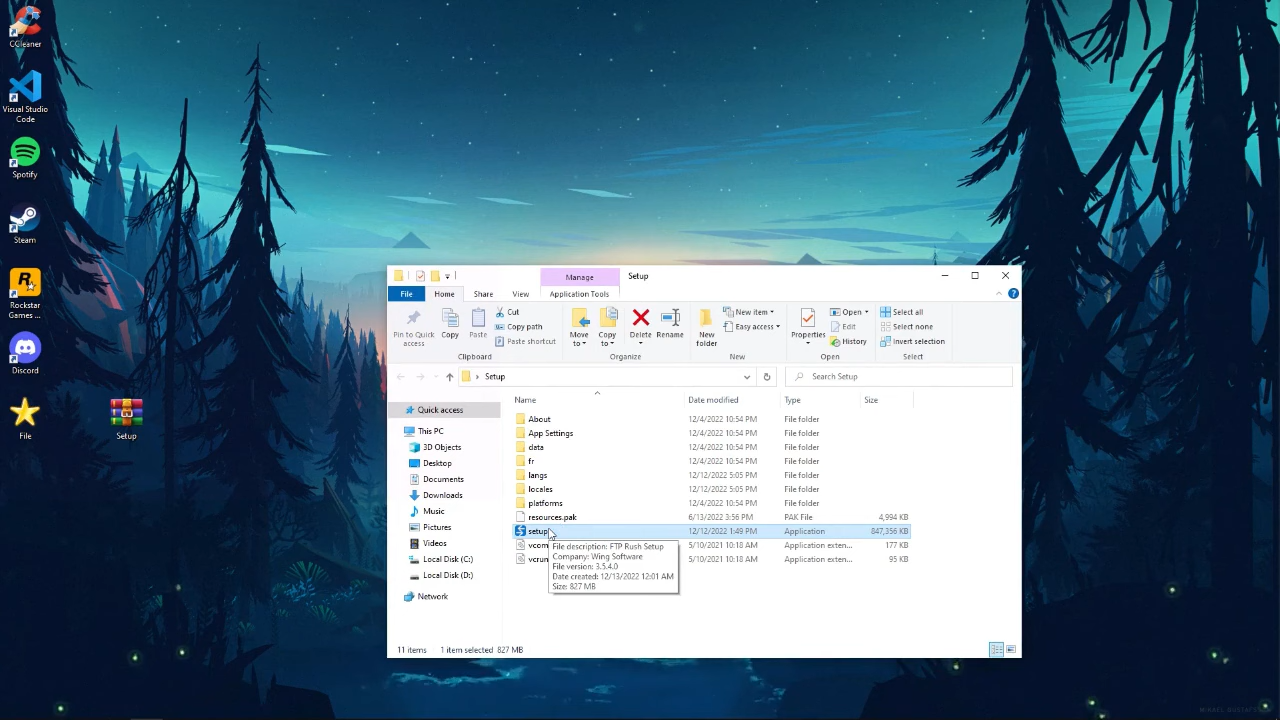 CCleaner
Visual Studio
Code
Spotify
Steam
Rockstar
Games ...
Discord
File
Setup
Manage
Setup
File
Home
Share
View
Application Tools
Pin to Quick
access
Copy
Paste
Cut
Copy path
Paste shortcut
Clipboard
Move
to
Copy
to
Delete
Rename
Organize
New
folder
New item
Easy access
New
Properties
Open
Edit
History
Open
Select all
Select none
Invert selection
Select
Setup
Search Setup
Quick access
This PC
3D Objects
Desktop
Documents
Downloads
Music
Pictures
Videos
Local Disk (C:)
Local Disk (D:)
Network
Name Date modified Type Size
About 12/4/2022 10:54 PM File folder
App Settings 12/4/2022 10:54 PM File folder
data 12/4/2022 10:54 PM File folder
fr 12/4/2022 10:54 PM File folder
langs 12/12/2022 5:05 PM File folder
locales 12/12/2022 5:05 PM File folder
platforms 12/4/2022 10:54 PM File folder
resources.pak 6/13/2022 3:56 PM PAK File 4,994 KB
setup 12/12/2022 1:49 PM Application 847,356 KB
vcom 5/10/2021 10:18 AM Application exten... 177 KB
vcrun 5/10/2021 10:18 AM Application exten... 95 KB
File description: FTP Rush Setup
Company: Wing Software
File version: 3.5.4.0
Date created: 12/13/2022 12:01 AM
Size: 827 MB
11 items 1 item selected 827 MB